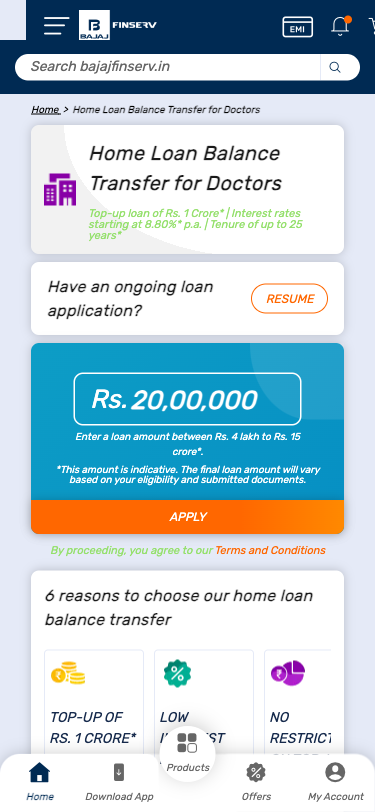 BAJAJ FINSERV
EMI
Search bajajfinserv.in
Home > Home Loan Balance Transfer for Doctors
Home Loan Balance
Transfer for Doctors
Top-up loan of Rs. 1 Crore* | Interest rates
starting at 8.80%* p.a. | Tenure of up to 25
years*
Have an ongoing loan
application?
RESUME
Rs. 20,00,000
Enter a loan amount between Rs. 4 lakh to Rs. 15
crore*.
*This amount is indicative. The final loan amount will vary
based on your eligibility and submitted documents.
APPLY
By proceeding, you agree to our Terms and Conditions
6 reasons to choose our home loan
balance transfer
TOP-UP OF
RS. 1 CRORE*
LOW
NO
Products
Home
Download App
Offers
My Account